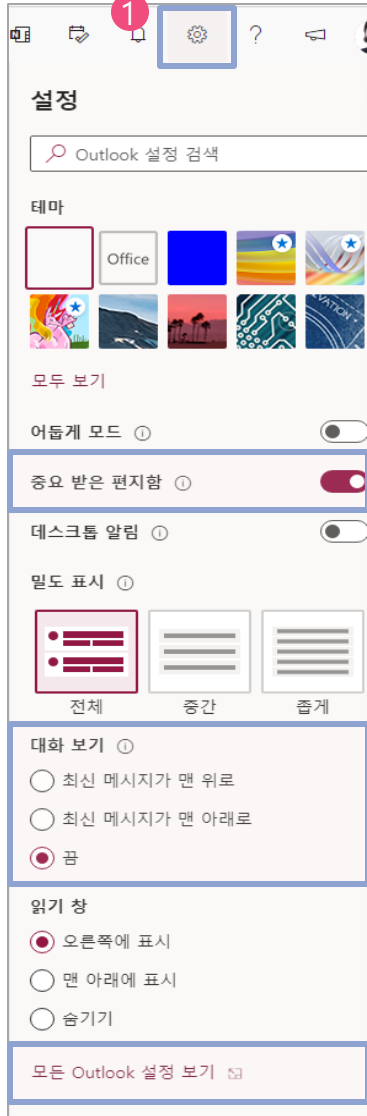 1
?
설정
Outlook 설정 검색
테마
Office
VATION
모두 보기
어둡게 모드
중요 받은 편지함
데스크톱 알림
밀도 표시
전체 중간 좁게
대화 보기
최신 메시지가 맨 위로
최신 메시지가 맨 아래로
끔
읽기 창
오른쪽에 표시
맨 아래에 표시
숨기기
모든 Outlook 설정 보기